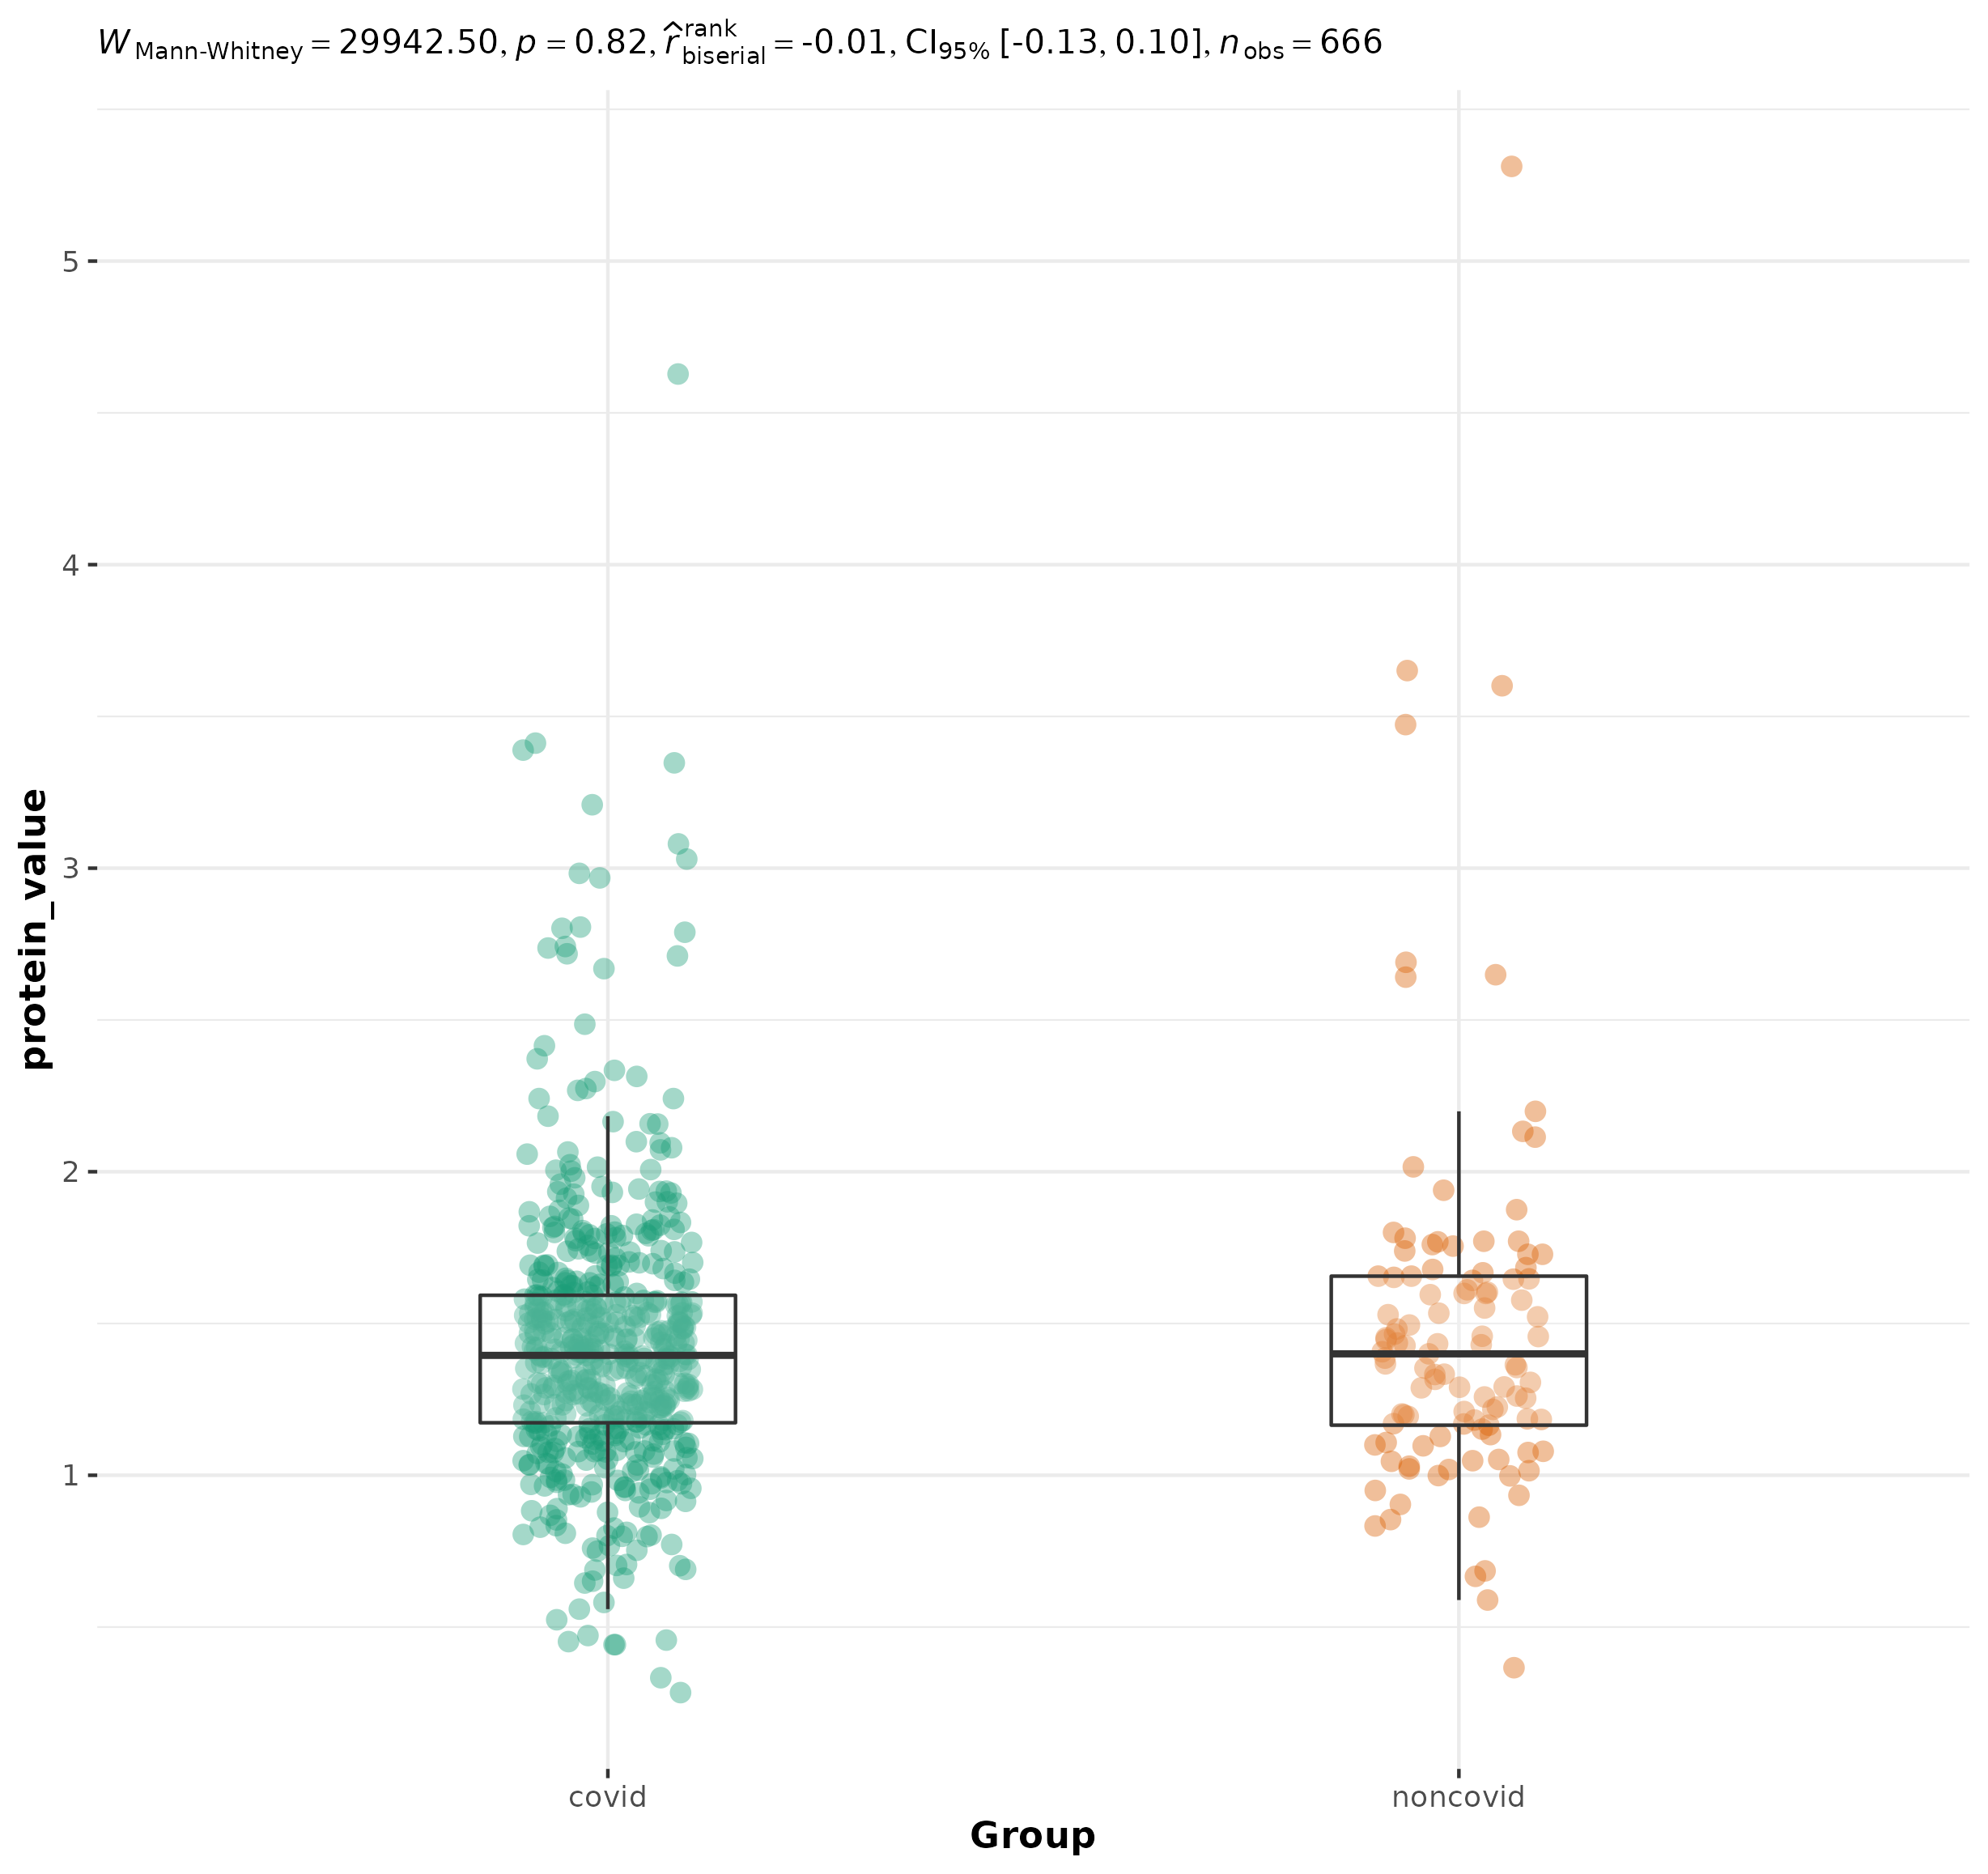 W Mann-Whitney = 29942.50, p = 0.82, r̂ rank biserial = -0.01, CI95% [-0.13, 0.10], n obs = 666
protein_value
5
4
3
2
1
covid noncovid
Group